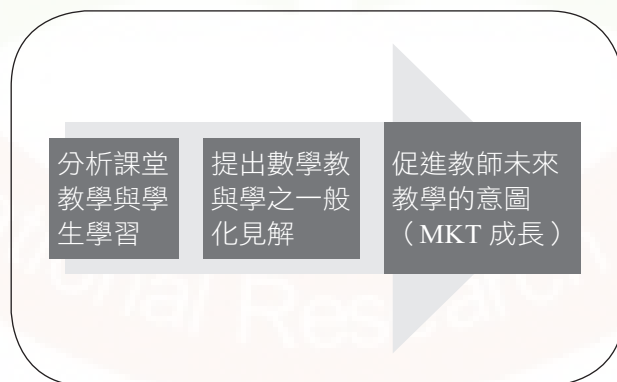 分析課堂
教學與學
生學習
提出數學教
與學之一般
化見解
促進教師未來
教學的意圖
（MKT 成長）